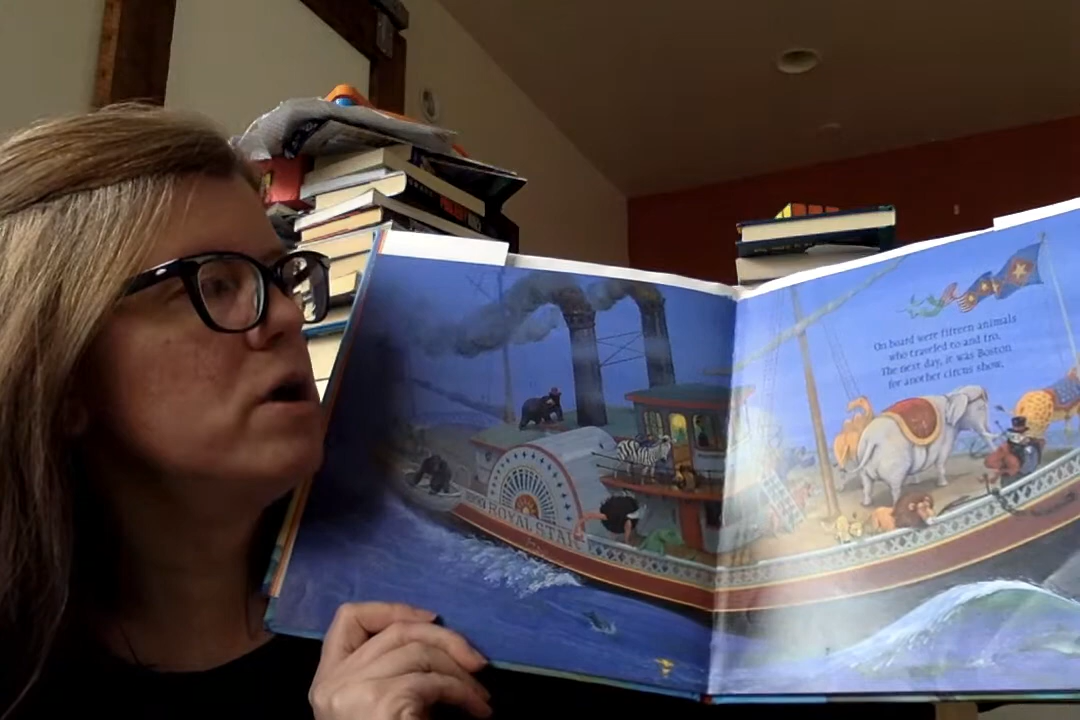 On board were fifteen animals
who traveled to and fro.
The next day, it was Boston
for another circus show.
ROYAL STAR